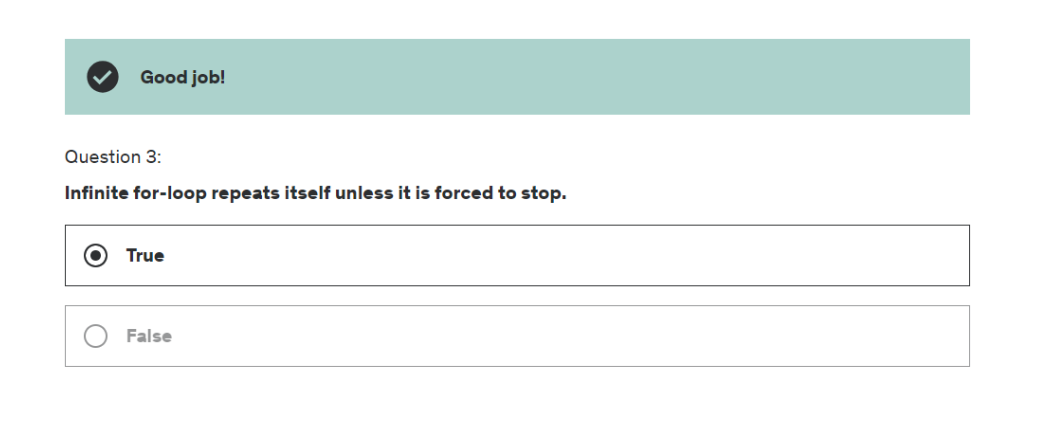 Good job!
Question 3:
Infinite for-loop repeats itself unless it is forced to stop.
True
False